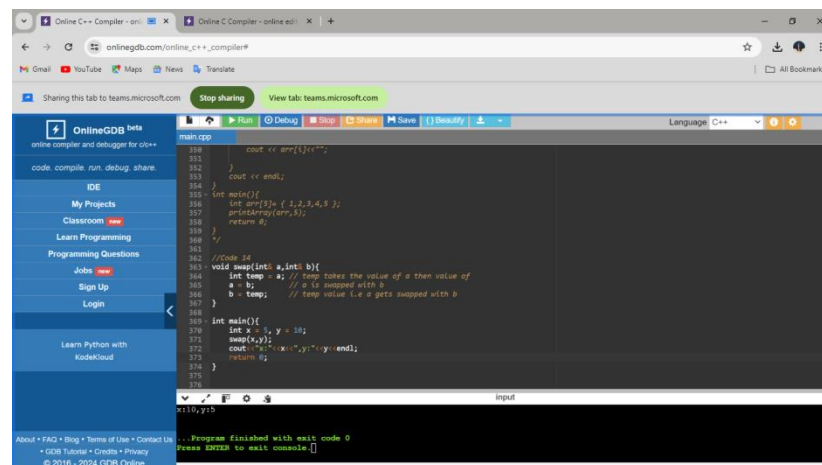 Online C++ Compiler - onli
Online C Compiler - online edit
onlinegdb.com/online_c++_compiler#
Gmail YouTube Maps News Translate
All Bookmark
Sharing this tab to teams.microsoft.com Stop sharing View tab: teams.microsoft.com
OnlineGDB beta
online compiler and debugger for c/c++
code. compile. run. debug. share.
IDE
My Projects
Classroom new
Learn Programming
Programming Questions
Jobs new
Sign Up
Login
Learn Python with
KodeKloud
About • FAQ • Blog • Terms of Use • Contact Us
• GDB Tutorial • Credits • Privacy
© 2016 - 2024 GDB Online
Run Debug Stop Share Save { } Beautify
Language C++
main.cpp
350 cout << arr[i]<<"";
351
352 }
353 cout << endl;
354 }
355 int main(){
356 int arr[5]= { 1,2,3,4,5 };
357 printArray(arr,5);
358 return 0;
359 }
360 */
361
362 //Code 14
363 void swap(int& a,int& b){
364 int temp = a; // temp takes the value of a then value of
365 a = b; // a is swapped with b
366 b = temp; // temp value i.e a gets swapped with b
367 }
368
369 int main(){
370 int x = 5, y = 10;
371 swap(x,y);
372 cout<<"x:"<<x<<",y:"<<y<<endl;
373 return 0;
374 }
375
376
input
x:10,y:5
...Program finished with exit code 0
Press ENTER to exit console.